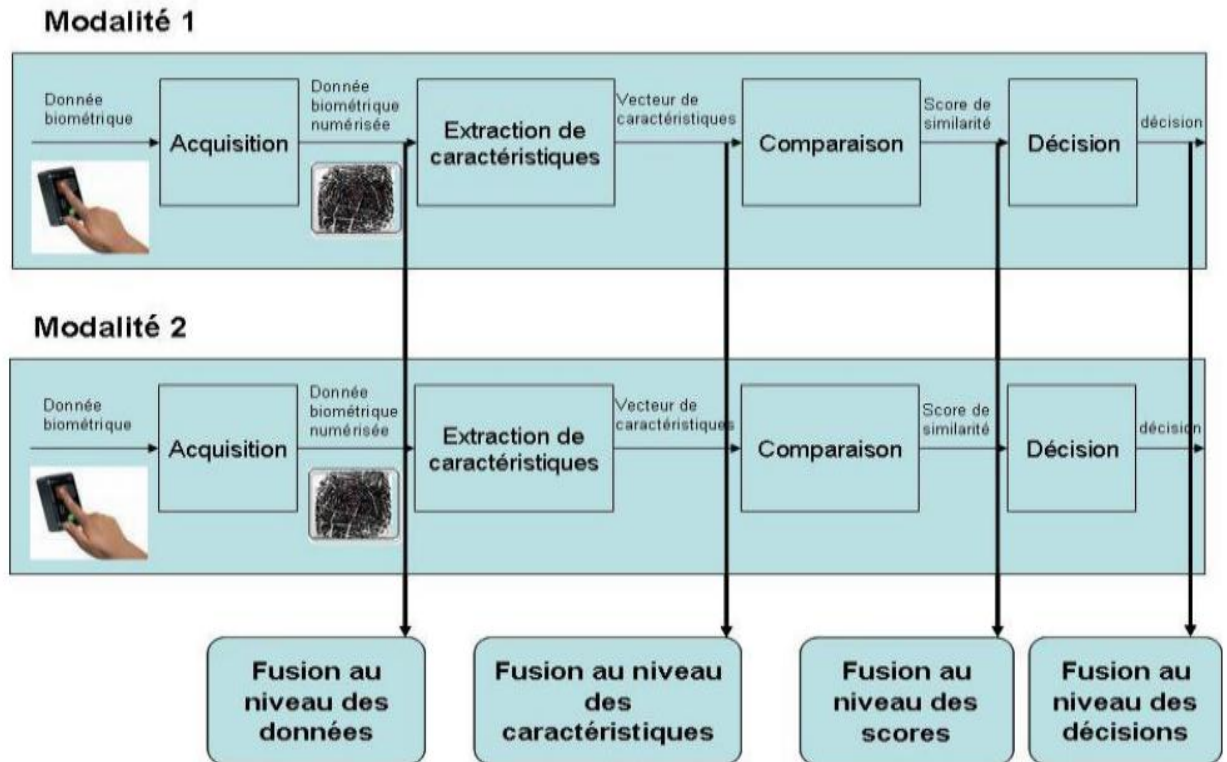 Modalité 1
Donnée
biométrique
Acquisition
Donnée
biométrique
numérisée
Extraction de
caractéristiques
Vecteur de
caractéristiques
Comparaison
Score de
similarité
Décision
décision
Modalité 2
Donnée
biométrique
Acquisition
Donnée
biométrique
numérisée
Extraction de
caractéristiques
Vecteur de
caractéristiques
Comparaison
Score de
similarité
Décision
décision
Fusion au
niveau des
données
Fusion au niveau
des
caractéristiques
Fusion au
niveau des
scores
Fusion au
niveau des
décisions